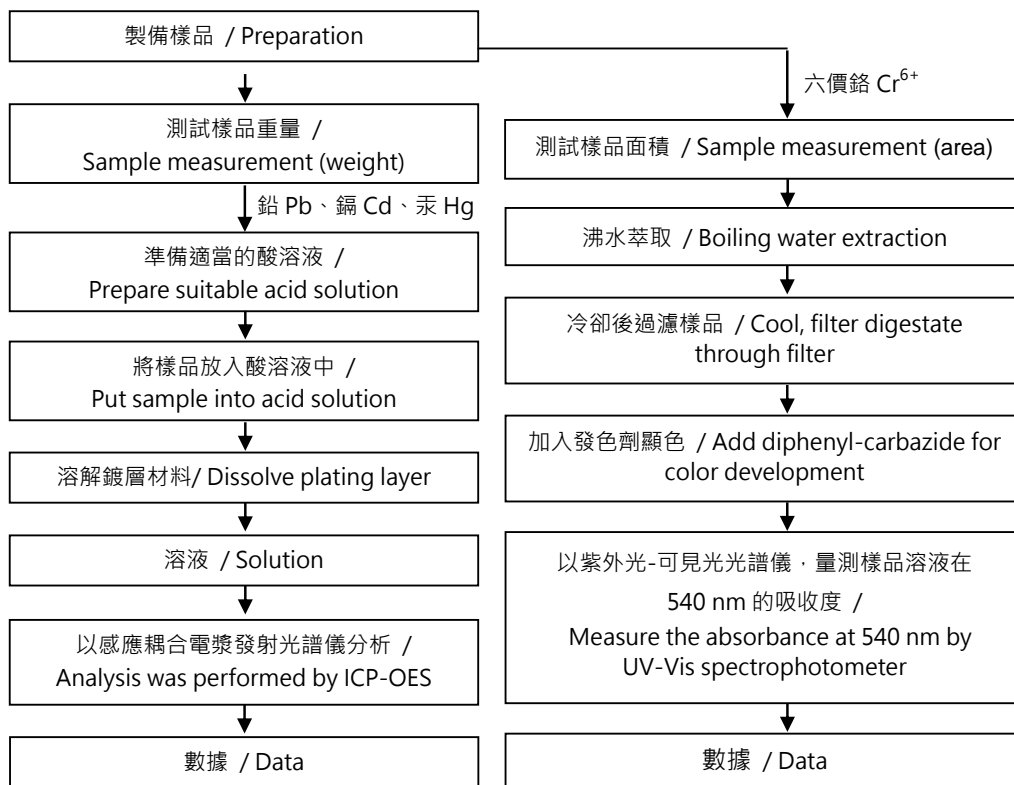 製備樣品 / Preparation
測試樣品重量 /
Sample measurement (weight)
鉛 Pb、鎘 Cd、汞 Hg
準備適當的酸溶液 /
Prepare suitable acid solution
將樣品放入酸溶液中 /
Put sample into acid solution
溶解鍍層材料/ Dissolve plating layer
溶液 / Solution
以感應耦合電漿發射光譜儀分析 /
Analysis was performed by ICP-OES
數據 / Data
六價鉻 Cr⁶⁺
測試樣品面積 / Sample measurement (area)
沸水萃取 / Boiling water extraction
冷卻後過濾樣品 / Cool, filter digestate
through filter
加入發色劑顯色 / Add diphenyl-carbazide for
color development
以紫外光-可見光光譜儀，量測樣品溶液在
540 nm 的吸收度 /
Measure the absorbance at 540 nm by
UV-Vis spectrophotometer
數據 / Data